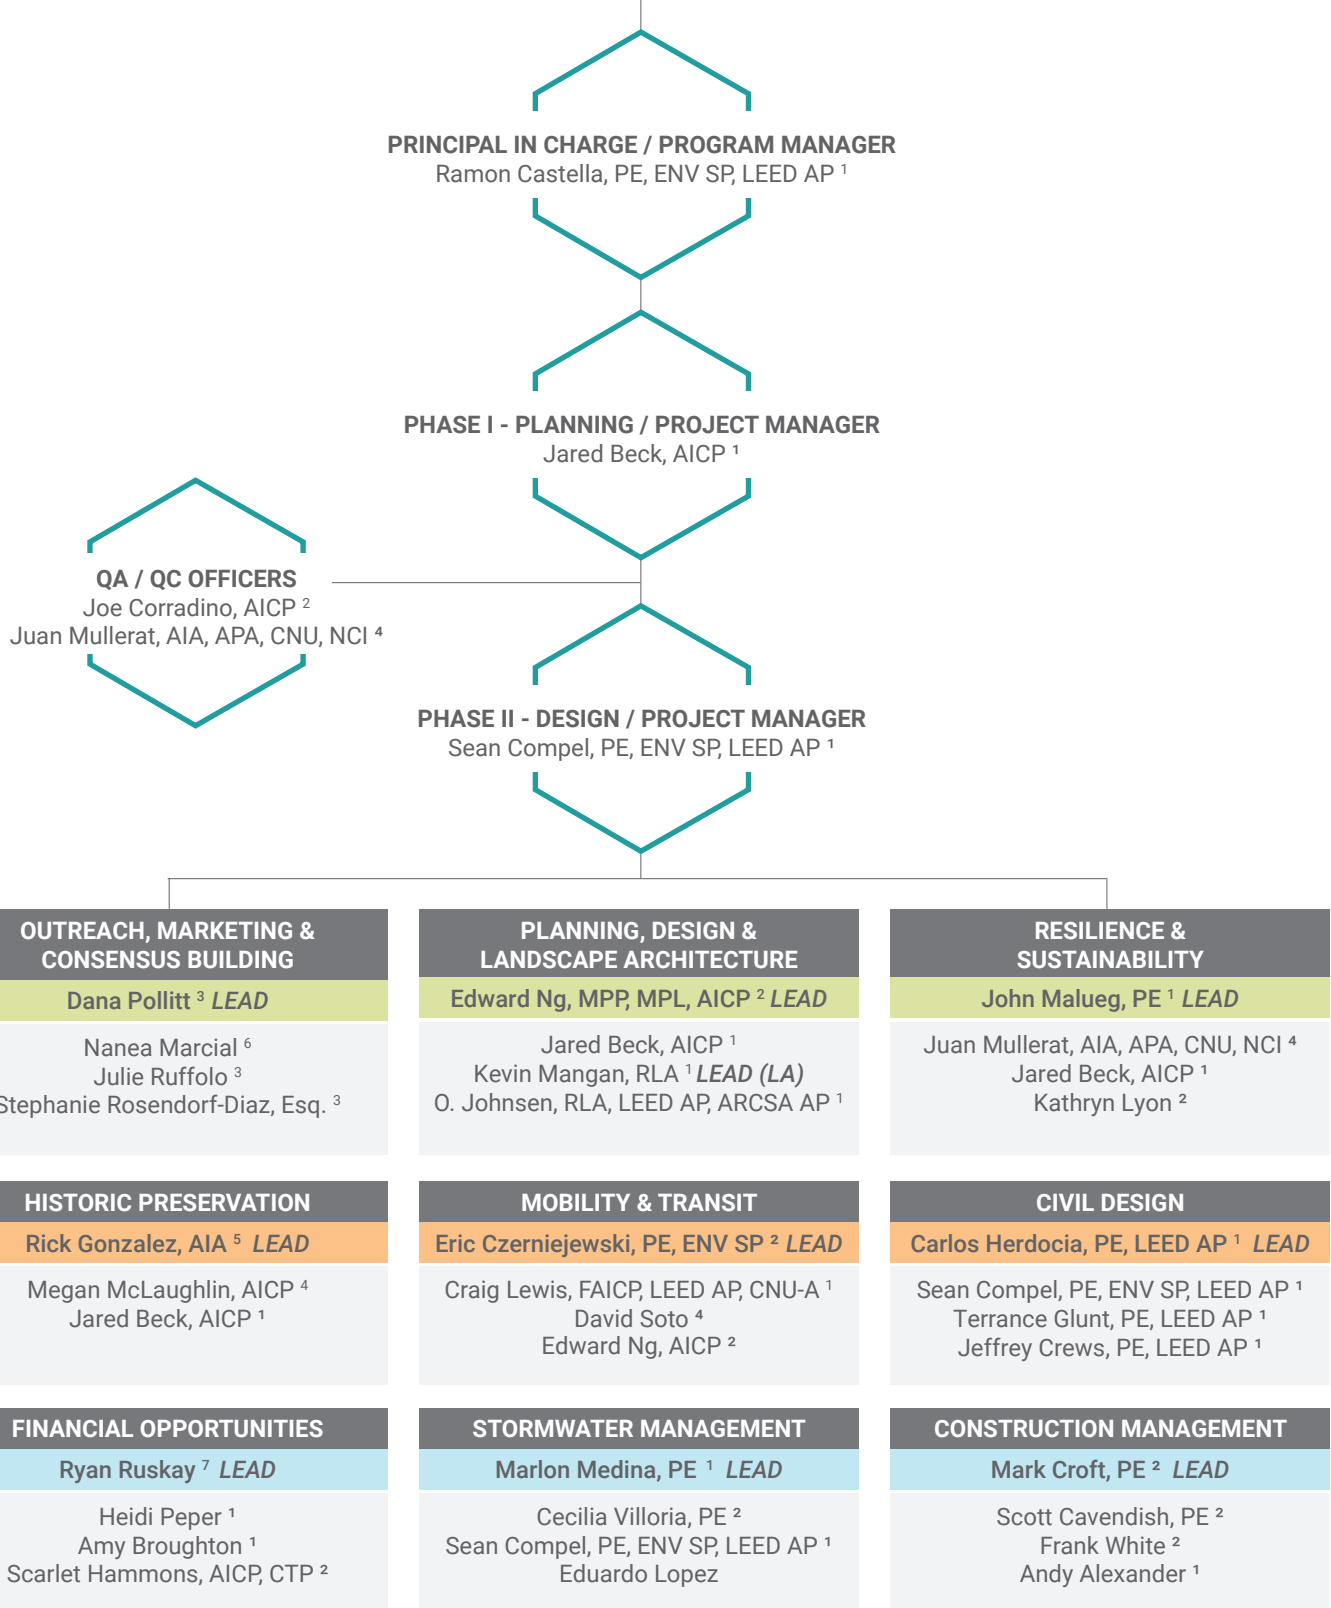 PRINCIPAL IN CHARGE / PROGRAM MANAGER
Ramon Castella, PE, ENV SP, LEED AP ¹
PHASE I - PLANNING / PROJECT MANAGER
Jared Beck, AICP ¹
QA / QC OFFICERS
Joe Corradino, AICP ²
Juan Mullerat, AIA, APA, CNU, NCI ⁴
PHASE II - DESIGN / PROJECT MANAGER
Sean Compel, PE, ENV SP, LEED AP ¹
OUTREACH, MARKETING &
CONSENSUS BUILDING
Dana Pollitt ³ LEAD
Nanea Marcial ⁶
Julie Ruffolo ³
Stephanie Rosendorf-Diaz, Esq. ³
PLANNING, DESIGN &
LANDSCAPE ARCHITECTURE
Edward Ng, MPP, MPL, AICP ² LEAD
Jared Beck, AICP ¹
Kevin Mangan, RLA ¹ LEAD (LA)
O. Johnsen, RLA, LEED AP, ARCSA AP ¹
RESILIENCE &
SUSTAINABILITY
John Malueg, PE ¹ LEAD
Juan Mullerat, AIA, APA, CNU, NCI ⁴
Jared Beck, AICP ¹
Kathryn Lyon ²
HISTORIC PRESERVATION
Rick Gonzalez, AIA ⁵ LEAD
Megan McLaughlin, AICP ⁴
Jared Beck, AICP ¹
MOBILITY & TRANSIT
Eric Czerniejewski, PE, ENV SP ² LEAD
Craig Lewis, FAICP, LEED AP, CNU-A ¹
David Soto ⁴
Edward Ng, AICP ²
CIVIL DESIGN
Carlos Herdocia, PE, LEED AP ¹ LEAD
Sean Compel, PE, ENV SP, LEED AP ¹
Terrance Glunt, PE, LEED AP ¹
Jeffrey Crews, PE, LEED AP ¹
FINANCIAL OPPORTUNITIES
Ryan Ruskay ⁷ LEAD
Heidi Peper ¹
Amy Broughton ¹
Scarlet Hammons, AICP, CTP ²
STORMWATER MANAGEMENT
Marlon Medina, PE ¹ LEAD
Cecilia Villoria, PE ²
Sean Compel, PE, ENV SP, LEED AP ¹
Eduardo Lopez
CONSTRUCTION MANAGEMENT
Mark Croft, PE ² LEAD
Scott Cavendish, PE ²
Frank White ²
Andy Alexander ¹